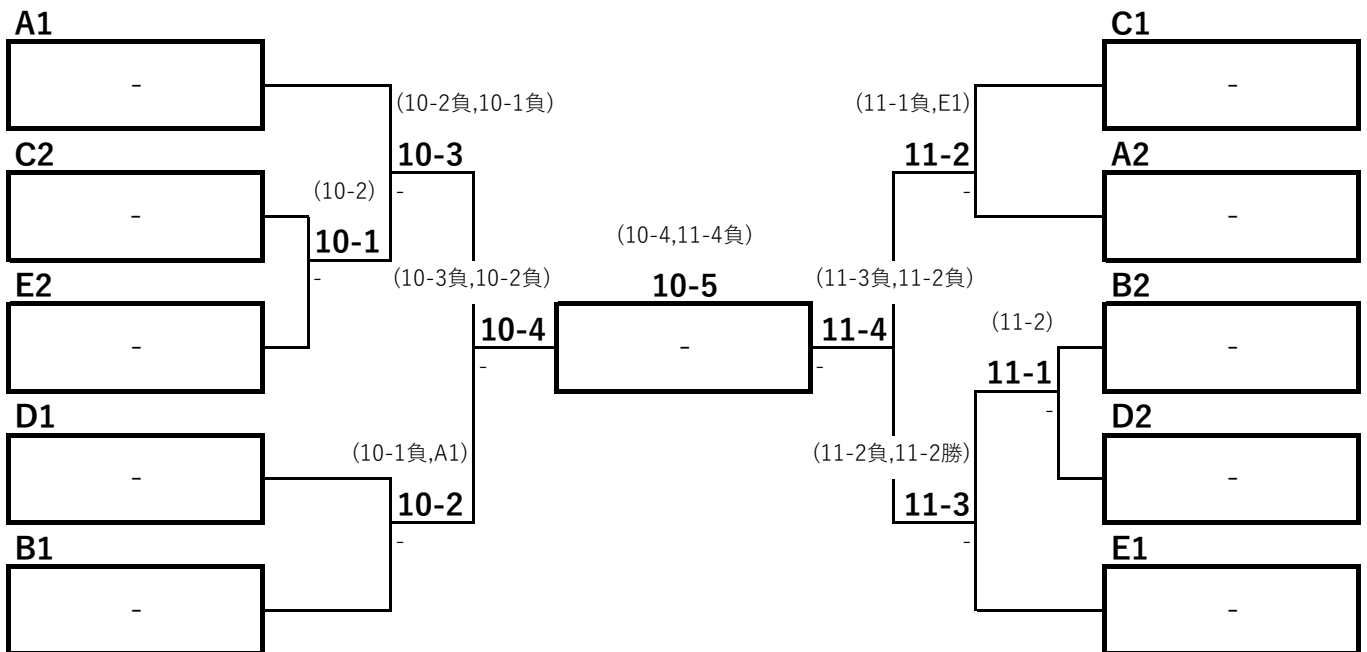 A1
-
C2
-
E2
-
D1
-
B1
-
(10-2負,10-1負)
10-3
-
(10-2)
10-1
-
(10-3負,10-2負)
10-4
-
(10-1負,A1)
10-2
-
(10-4,11-4負)
10-5
-
(11-1負,E1)
11-2
-
(11-3負,11-2負)
11-4
-
(11-2)
11-1
-
(11-2負,11-2勝)
11-3
-
C1
-
A2
-
B2
-
D2
-
E1
-